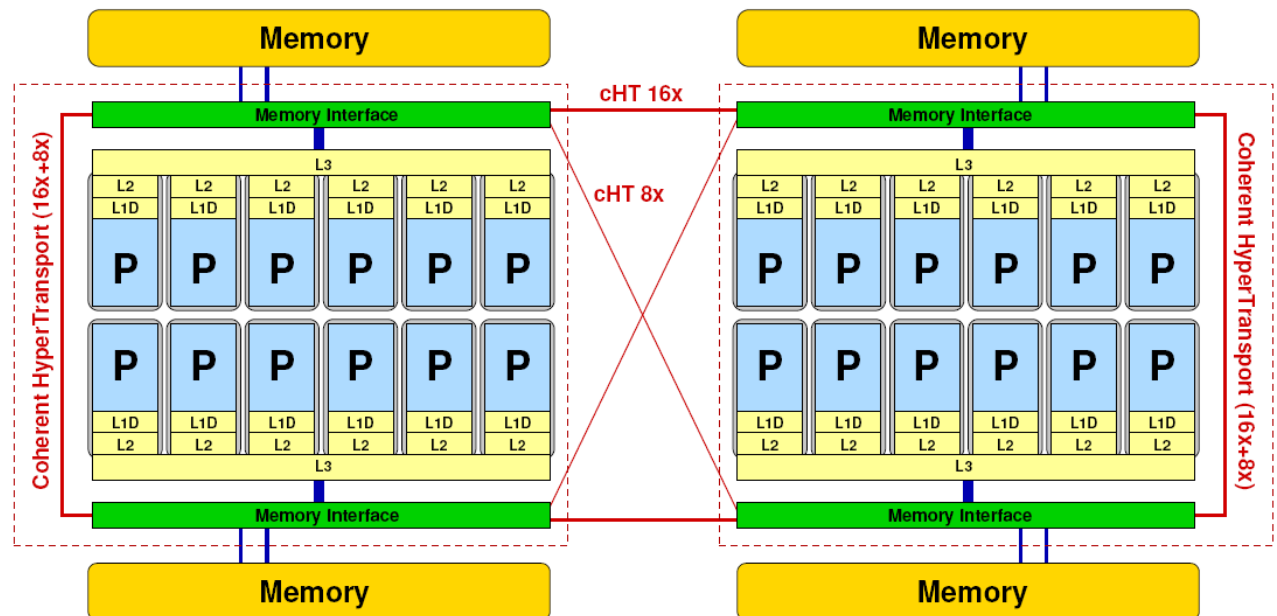 Memory Memory
cHT 16x
Memory Interface Memory Interface
L3 L3
L2 L2 L2 L2 L2 L2 L2 L2 L2 L2 L2 L2
cHT 8x
L1D L1D L1D L1D L1D L1D L1D L1D L1D L1D L1D L1D
P P P P P P P P P P P P
Coherent HyperTransport (16x+8x)
Coherent HyperTransport (16x+8x)
P P P P P P P P P P P P
L1D L1D L1D L1D L1D L1D L1D L1D L1D L1D L1D L1D
L2 L2 L2 L2 L2 L2 L2 L2 L2 L2 L2 L2
L3 L3
Memory Interface Memory Interface
Memory Memory